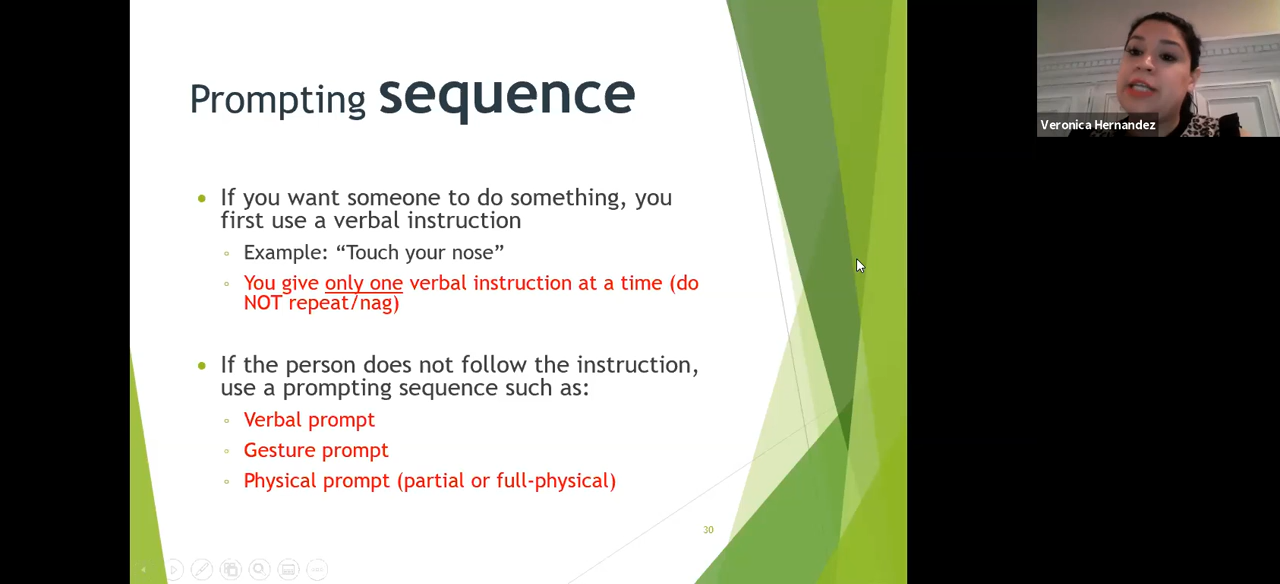 Prompting sequence
If you want someone to do something, you
first use a verbal instruction
Example: “Touch your nose”
You give only one verbal instruction at a time (do
NOT repeat/nag)
If the person does not follow the instruction,
use a prompting sequence such as:
Verbal prompt
Gesture prompt
Physical prompt (partial or full-physical)
30
Veronica Hernandez